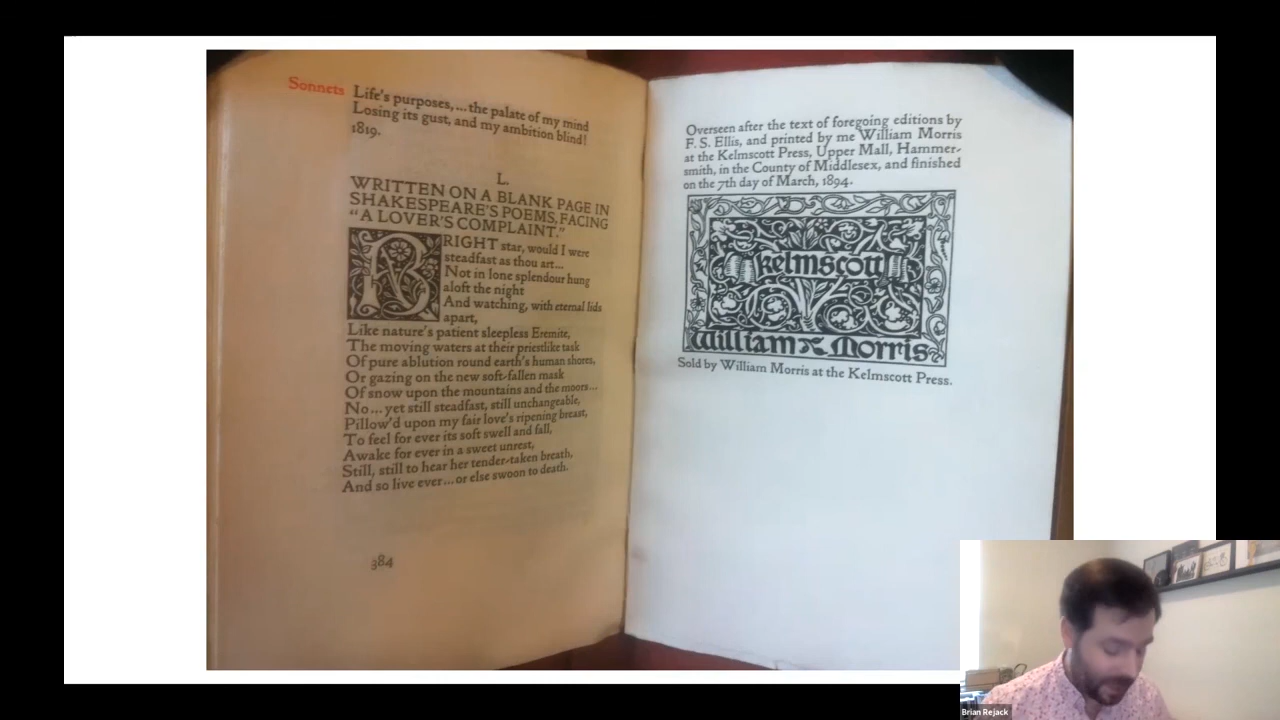 Sonnets
Life's purposes,...the palate of my mind
Losing its gust, and my ambition blind!
1819.
L.
WRITTEN ON A BLANK PAGE IN
SHAKESPEARE'S POEMS, FACING
"A LOVER'S COMPLAINT."
BRIGHT star, would I were
steadfast as thou art...
Not in lone splendour hung
aloft the night
And watching, with eternal lids
apart,
Like nature's patient sleepless Eremite,
The moving waters at their priestlike task
Of pure ablution round earth's human shores,
Or gazing on the new soft-fallen mask
Of snow upon the mountains and the moors...
No...yet still steadfast, still unchangeable,
Pillow'd upon my fair love's ripening breast,
To feel for ever its soft swell and fall,
Awake for ever in a sweet unrest,
Still, still to hear her tender-taken breath,
And so live ever...or else swoon to death.
384
Overseen after the text of foregoing editions by
F. S. Ellis, and printed by me William Morris
at the Kelmscott Press, Upper Mall, Hammer-
smith, in the County of Middlesex, and finished
on the 7th day of March, 1894.
kelmscott
William Morris
Sold by William Morris at the Kelmscott Press.
Brian Rejack